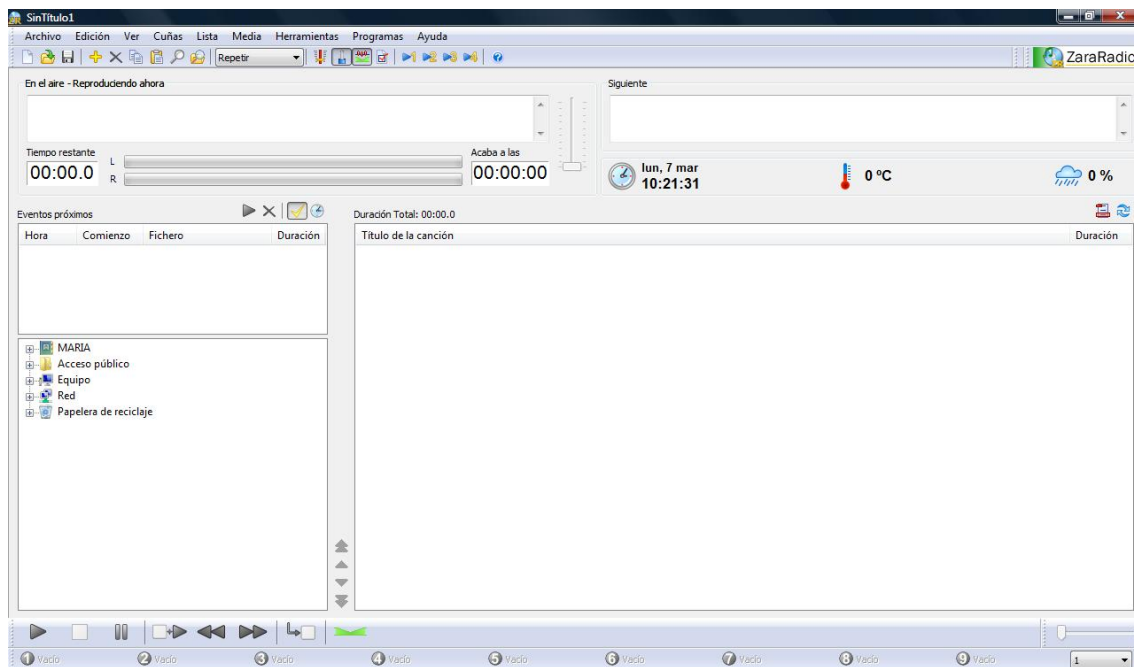 SinTítulo1
Archivo Edición Ver Cuñas Lista Media Herramientas Programas Ayuda
Repetir 1 2 3 4 ZaraRadio
En el aire - Reproduciendo ahora Siguiente
Tiempo restante Acaba a las
00:00.0 L R 00:00:00
lun, 7 mar
10:21:31 0 ºC 0 %
Eventos próximos Duración Total: 00:00.0
Hora Comienzo Fichero Duración Título de la canción Duración
MARIA
Acceso público
Equipo
Red
Papelera de reciclaje
1 Vacío 2 Vacío 3 Vacío 4 Vacío 5 Vacío 6 Vacío 7 Vacío 8 Vacío 9 Vacío 1